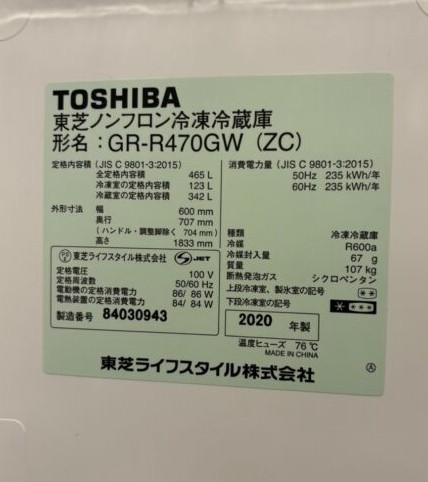 TOSHIBA
東芝ノンフロン冷凍冷蔵庫
形名：GR-R470GW（ZC）
定格内容積（JIS C 9801-3:2015）
全定格内容積 465 L
冷凍室の定格内容積 123 L
冷蔵室の定格内容積 342 L
外形寸法 幅 600 mm
奥行 707 mm
（ハンドル・調整脚除く 704 mm）
高さ 1833 mm
東芝ライフスタイル株式会社 S JET
定格電圧 100 V
定格周波数 50/60 Hz
電動機の定格消費電力 86/ 86 W
電熱装置の定格消費電力 84/ 84 W
製造番号 84030943
消費電力量（JIS C 9801-3:2015）
50Hz 235 kWh/年
60Hz 235 kWh/年
種類 冷凍冷蔵庫
冷媒 R600a
冷媒封入量 67 g
質量 107 kg
断熱発泡ガス シクロペンタン
上段冷凍室、製氷室の記号 **
下段冷凍室の記号 * ***
2020 年製
温度ヒューズ 76℃
MADE IN CHINA
東芝ライフスタイル株式会社
Ⓐ